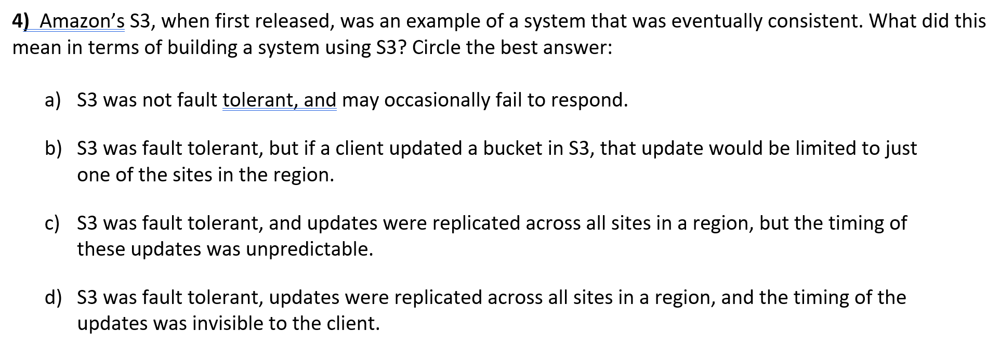 4) Amazon’s S3, when first released, was an example of a system that was eventually consistent. What did this
mean in terms of building a system using S3? Circle the best answer:
a) S3 was not fault tolerant, and may occasionally fail to respond.
b) S3 was fault tolerant, but if a client updated a bucket in S3, that update would be limited to just
one of the sites in the region.
c) S3 was fault tolerant, and updates were replicated across all sites in a region, but the timing of
these updates was unpredictable.
d) S3 was fault tolerant, updates were replicated across all sites in a region, and the timing of the
updates was invisible to the client.